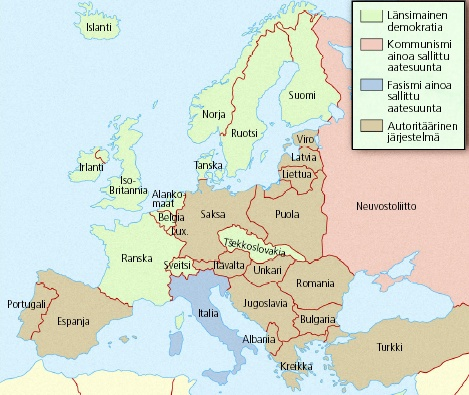 Länsimainen
demokratia
Kommunismi
ainoa sallittu
aatesuunta
Fasismi ainoa
sallittu
aatesuunta
Autoritäärinen
järjestelmä
Islanti
Norja
Ruotsi
Suomi
Viro
Latvia
Liettua
Tanska
Irlanti
Iso-
Britannia
Alanko-
maat
Belgia
Lux.
Saksa
Puola
Neuvostoliitto
Tšekkoslovakia
Ranska
Sveitsi
Itävalta
Unkari
Romania
Portugali
Espanja
Italia
Jugoslavia
Bulgaria
Albania
Kreikka
Turkki